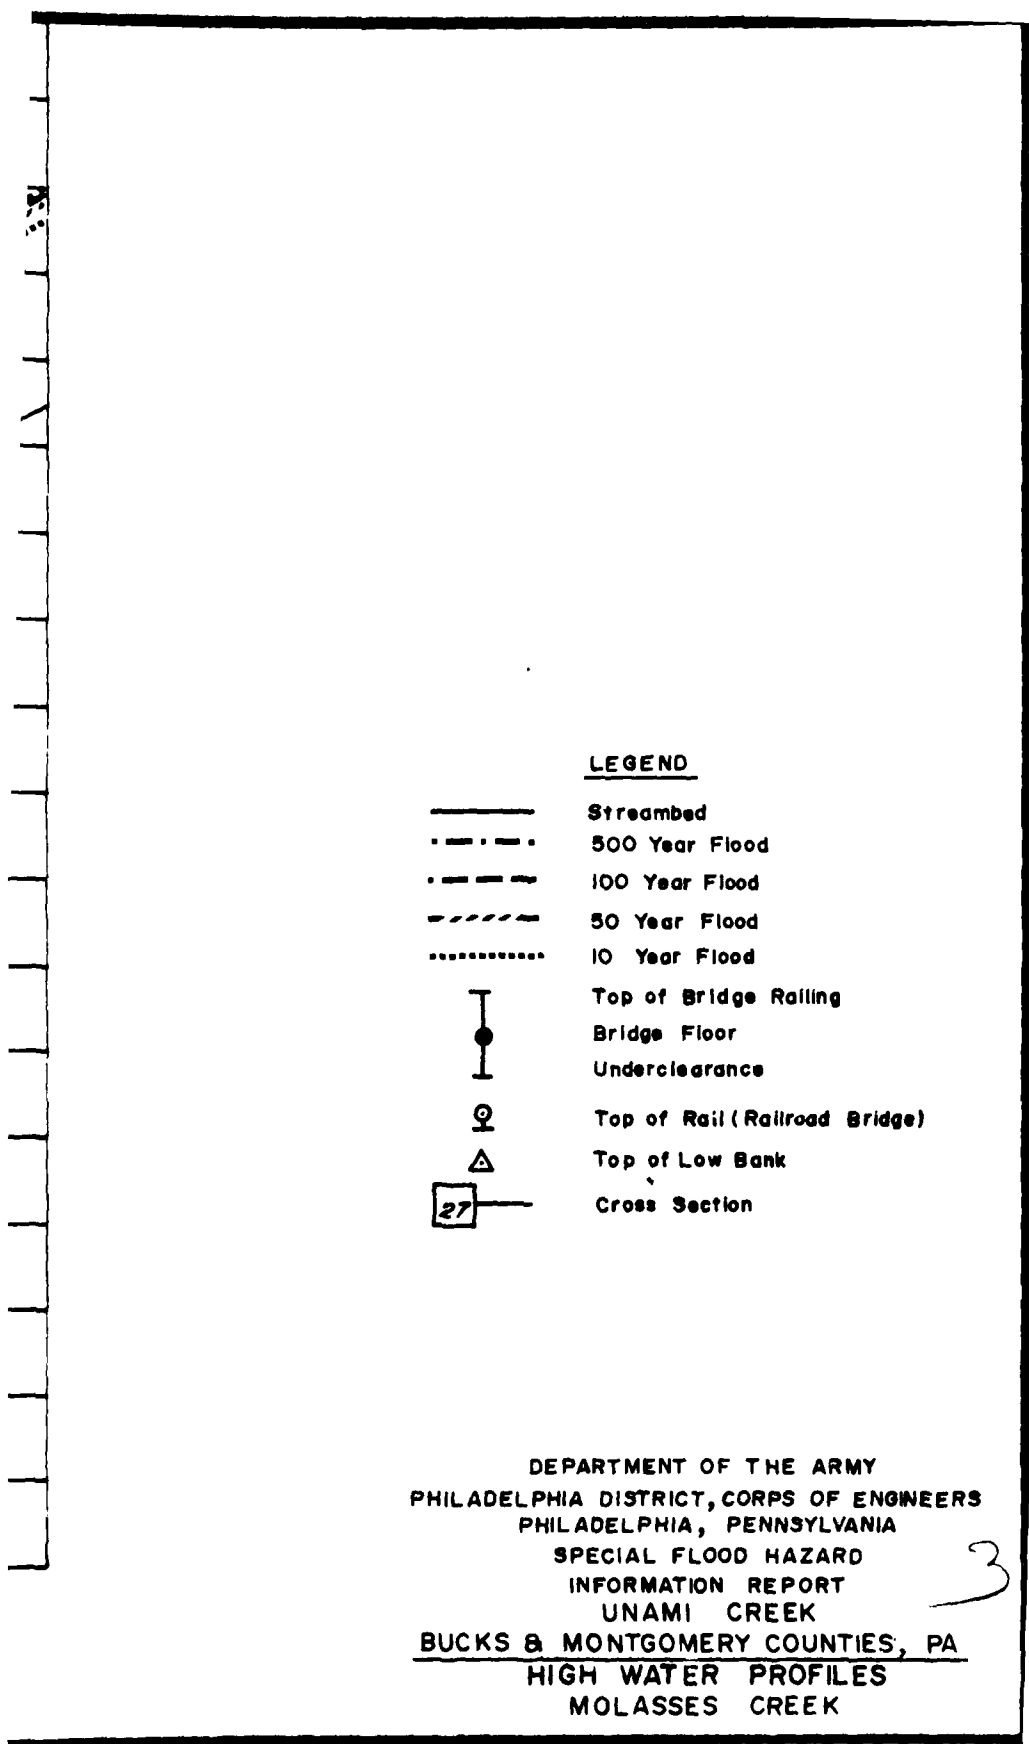 LEGEND
Streambed
500 Year Flood
100 Year Flood
50 Year Flood
10 Year Flood
Top of Bridge Railing
Bridge Floor
Underclearance
Top of Rail (Railroad Bridge)
Top of Low Bank
27 Cross Section
DEPARTMENT OF THE ARMY
PHILADELPHIA DISTRICT, CORPS OF ENGINEERS
PHILADELPHIA, PENNSYLVANIA
SPECIAL FLOOD HAZARD
INFORMATION REPORT
UNAMI CREEK
BUCKS & MONTGOMERY COUNTIES, PA
HIGH WATER PROFILES
MOLASSES CREEK
3